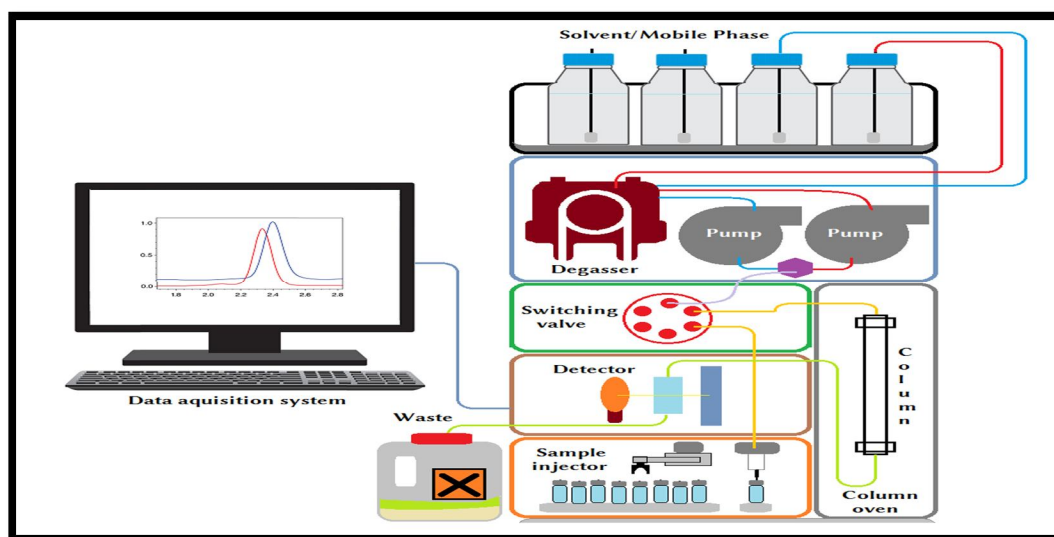 Solvent/Mobile Phase
Degasser
Pump
Pump
Switching
valve
Detector
Sample
injector
Column
Column
oven
Waste
Data aquisition system
1.0
0.5
0.0
1.8
2.0
2.2
2.4
2.6
2.8